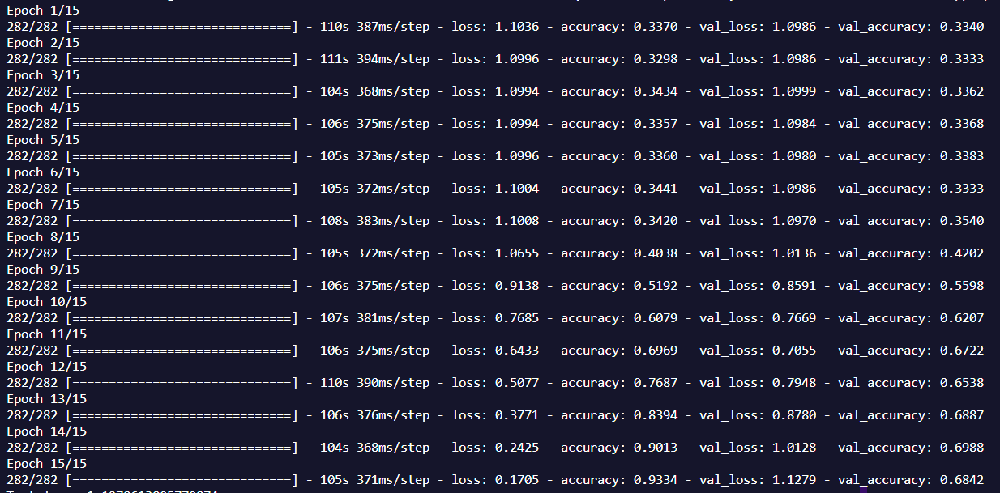 Epoch 1/15
282/282 [==============================] - 110s 387ms/step - loss: 1.1036 - accuracy: 0.3370 - val_loss: 1.0986 - val_accuracy: 0.3340
Epoch 2/15
282/282 [==============================] - 111s 394ms/step - loss: 1.0996 - accuracy: 0.3298 - val_loss: 1.0986 - val_accuracy: 0.3333
Epoch 3/15
282/282 [==============================] - 104s 368ms/step - loss: 1.0994 - accuracy: 0.3434 - val_loss: 1.0999 - val_accuracy: 0.3362
Epoch 4/15
282/282 [==============================] - 106s 375ms/step - loss: 1.0994 - accuracy: 0.3357 - val_loss: 1.0984 - val_accuracy: 0.3368
Epoch 5/15
282/282 [==============================] - 105s 373ms/step - loss: 1.0996 - accuracy: 0.3360 - val_loss: 1.0980 - val_accuracy: 0.3383
Epoch 6/15
282/282 [==============================] - 105s 372ms/step - loss: 1.1004 - accuracy: 0.3441 - val_loss: 1.0986 - val_accuracy: 0.3333
Epoch 7/15
282/282 [==============================] - 108s 383ms/step - loss: 1.1008 - accuracy: 0.3420 - val_loss: 1.0970 - val_accuracy: 0.3540
Epoch 8/15
282/282 [==============================] - 105s 372ms/step - loss: 1.0655 - accuracy: 0.4038 - val_loss: 1.0136 - val_accuracy: 0.4202
Epoch 9/15
282/282 [==============================] - 106s 375ms/step - loss: 0.9138 - accuracy: 0.5192 - val_loss: 0.8591 - val_accuracy: 0.5598
Epoch 10/15
282/282 [==============================] - 107s 381ms/step - loss: 0.7685 - accuracy: 0.6079 - val_loss: 0.7669 - val_accuracy: 0.6207
Epoch 11/15
282/282 [==============================] - 106s 375ms/step - loss: 0.6433 - accuracy: 0.6969 - val_loss: 0.7055 - val_accuracy: 0.6722
Epoch 12/15
282/282 [==============================] - 110s 390ms/step - loss: 0.5077 - accuracy: 0.7687 - val_loss: 0.7948 - val_accuracy: 0.6538
Epoch 13/15
282/282 [==============================] - 106s 376ms/step - loss: 0.3771 - accuracy: 0.8394 - val_loss: 0.8780 - val_accuracy: 0.6887
Epoch 14/15
282/282 [==============================] - 104s 368ms/step - loss: 0.2425 - accuracy: 0.9013 - val_loss: 1.0128 - val_accuracy: 0.6988
Epoch 15/15
282/282 [==============================] - 105s 371ms/step - loss: 0.1705 - accuracy: 0.9334 - val_loss: 1.1279 - val_accuracy: 0.6842